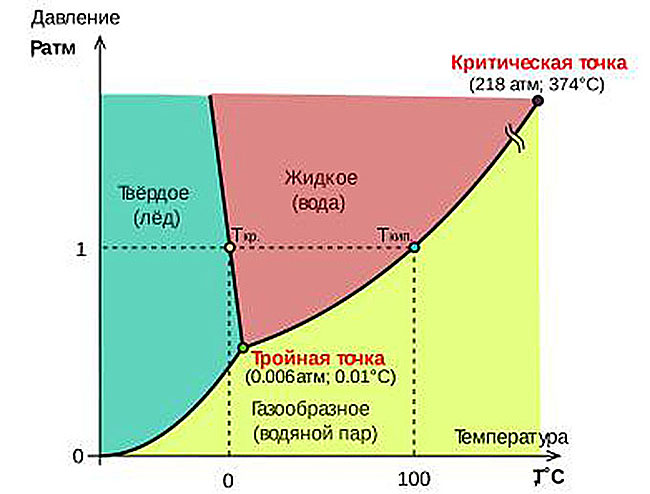 Давление
Pатм
Критическая точка
(218 атм; 374°C)
Твёрдое
(лёд)
Жидкое
(вода)
1
Tкр.
Tкип.
Тройная точка
(0.006атм; 0.01°C)
Газообразное
(водяной пар)
Температура
0
0
100
T°C